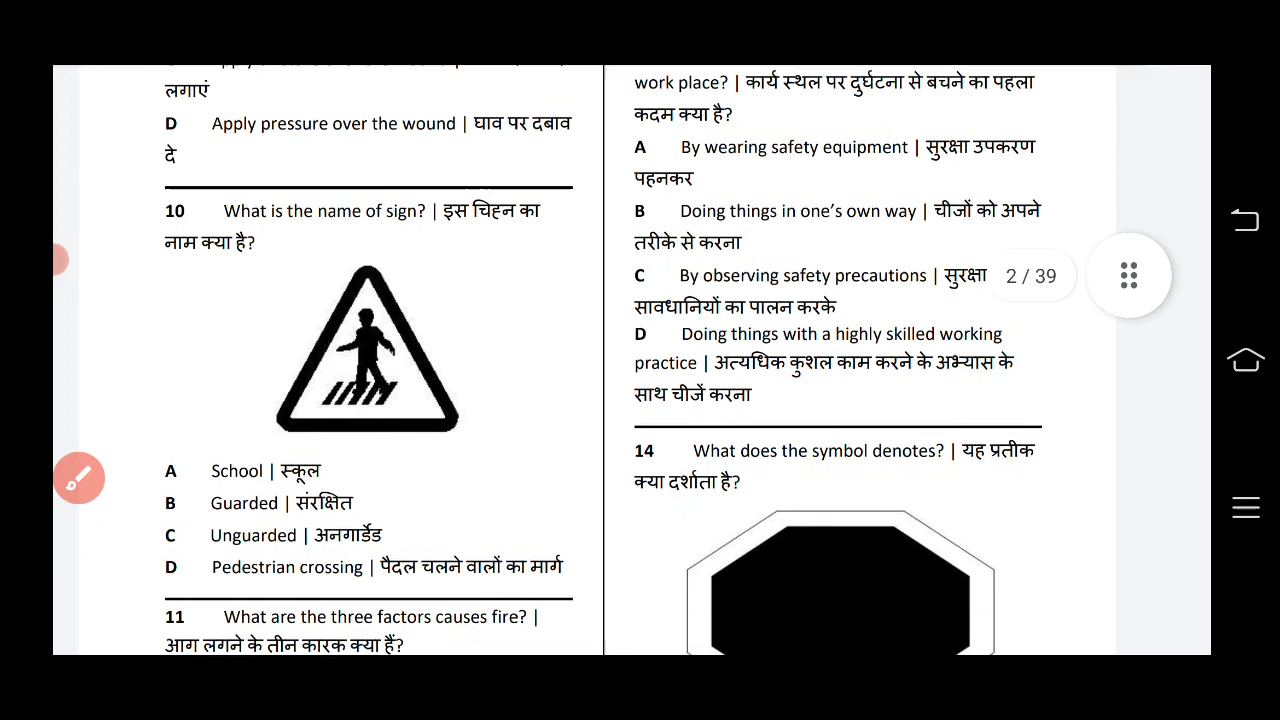 लगाएं
D Apply pressure over the wound | घाव पर दबाव
दे
10 What is the name of sign? | इस चिह्न का
नाम क्या है?
A School | स्कूल
B Guarded | संरक्षित
C Unguarded | अनगार्डेड
D Pedestrian crossing | पैदल चलने वालों का मार्ग
11 What are the three factors causes fire? |
आग लगने के तीन कारक क्या हैं?
work place? | कार्य स्थल पर दुर्घटना से बचने का पहला
कदम क्या है?
A By wearing safety equipment | सुरक्षा उपकरण
पहनकर
B Doing things in one’s own way | चीजों को अपने
तरीके से करना
C By observing safety precautions | सुरक्षा
सावधानियों का पालन करके
D Doing things with a highly skilled working
practice | अत्यधिक कुशल काम करने के अभ्यास के
साथ चीजें करना
14 What does the symbol denotes? | यह प्रतीक
क्या दर्शाता है?
2 / 39